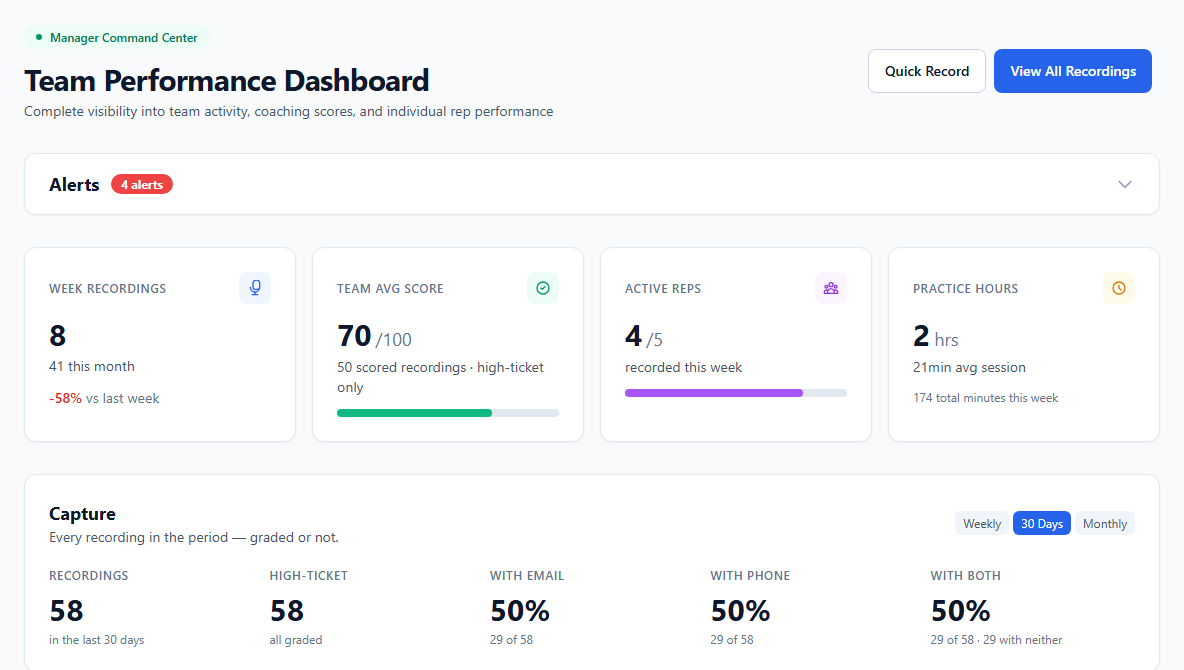 Manager Command Center
Team Performance Dashboard
Complete visibility into team activity, coaching scores, and individual rep performance
Quick Record
View All Recordings
Alerts
4 alerts
WEEK RECORDINGS
8
41 this month
-58% vs last week
TEAM AVG SCORE
70 /100
50 scored recordings · high-ticket
only
ACTIVE REPS
4 /5
recorded this week
PRACTICE HOURS
2 hrs
21min avg session
174 total minutes this week
Capture
Every recording in the period — graded or not.
Weekly
30 Days
Monthly
RECORDINGS
58
in the last 30 days
HIGH-TICKET
58
all graded
WITH EMAIL
50%
29 of 58
WITH PHONE
50%
29 of 58
WITH BOTH
50%
29 of 58 · 29 with neither